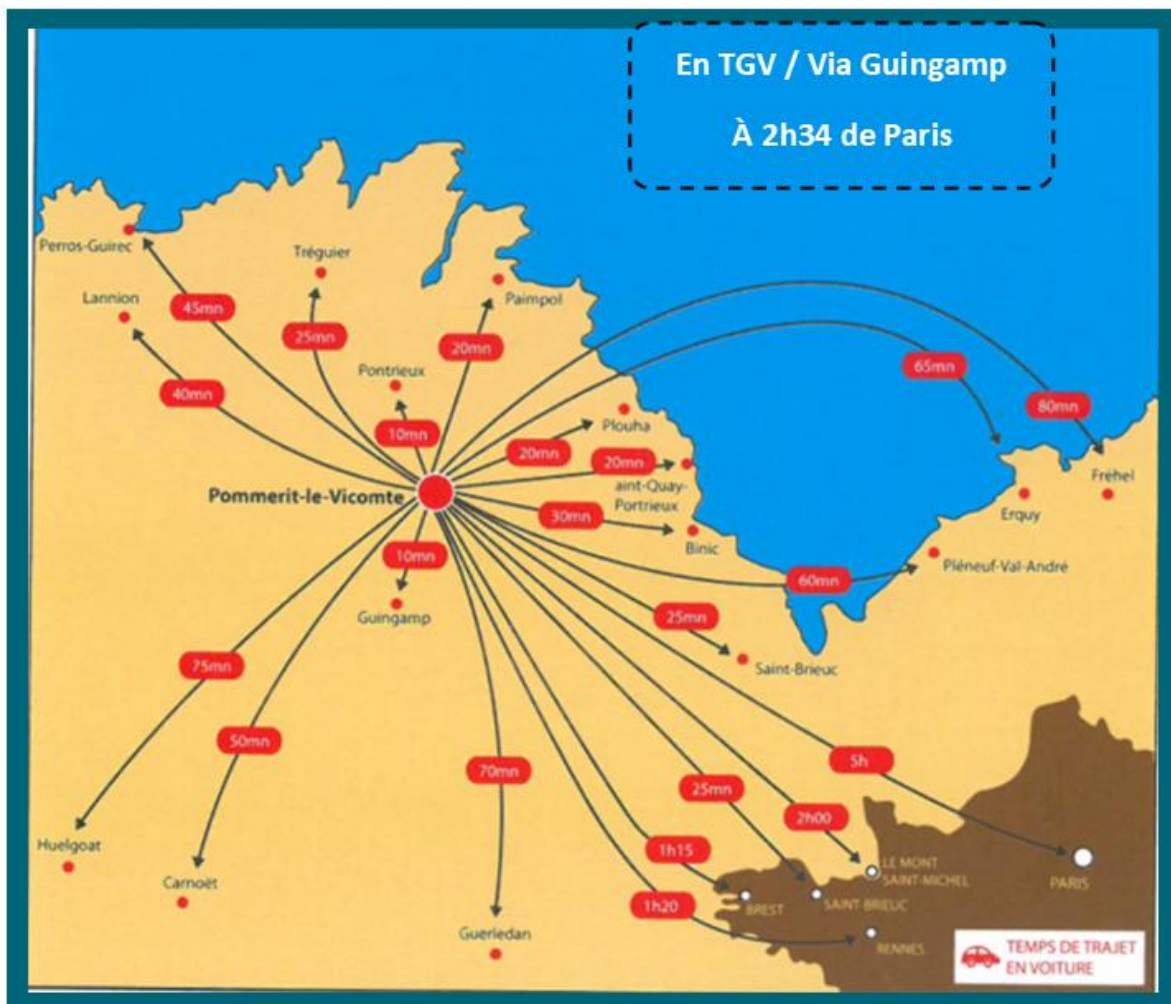 En TGV / Via Guingamp
À 2h34 de Paris
Perros-Guirec
Tréguier
Lannion
Paimpol
45mn
25mn
20mn
65mn
Pontrieux
40mn
80mn
Plouha
10mn
20mn
20mn
Fréhel
aint-Quay-
Portrieux
Pommerit-le-Vicomte
Erquy
30mn
Binic
10mn
Pléneuf-Val-André
60mn
Guingamp
25mn
75mn
Saint-Brieuc
50mn
5h
70mn
25mn
2h00
Huelgoat
1h15
LE MONT
SAINT-MICHEL
PARIS
Carnoët
1h20
BREST
SAINT BRIEUC
Guerledan
RENNES
TEMPS DE TRAJET
EN VOITURE